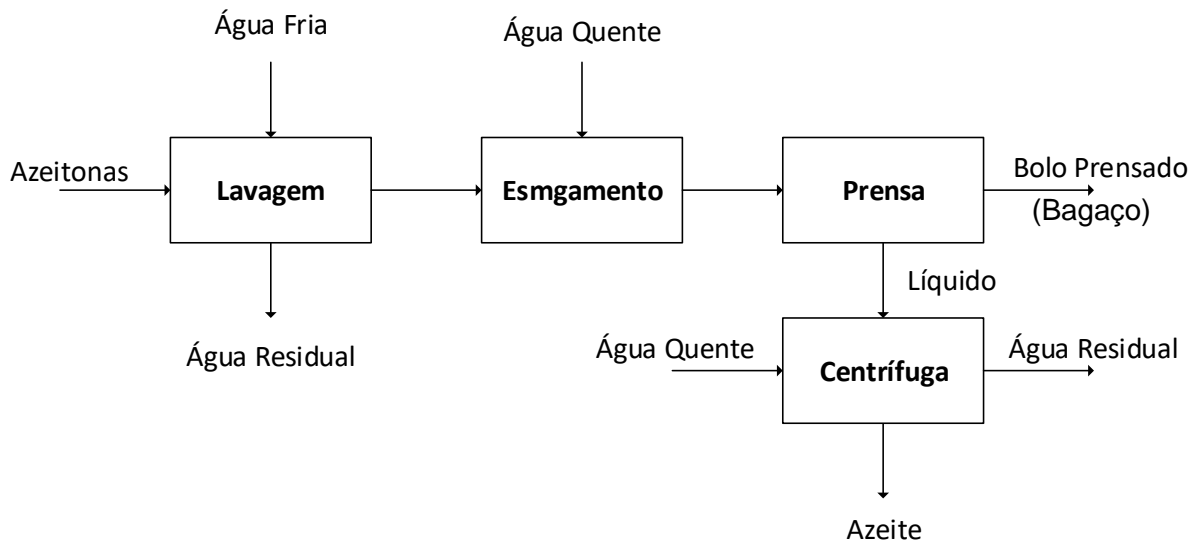 Água Fria
Água Quente
Azeitonas
Lavagem
Esmgamento
Prensa
Bolo Prensado
(Bagaço)
Líquido
Água Residual
Água Quente
Centrífuga
Água Residual
Azeite